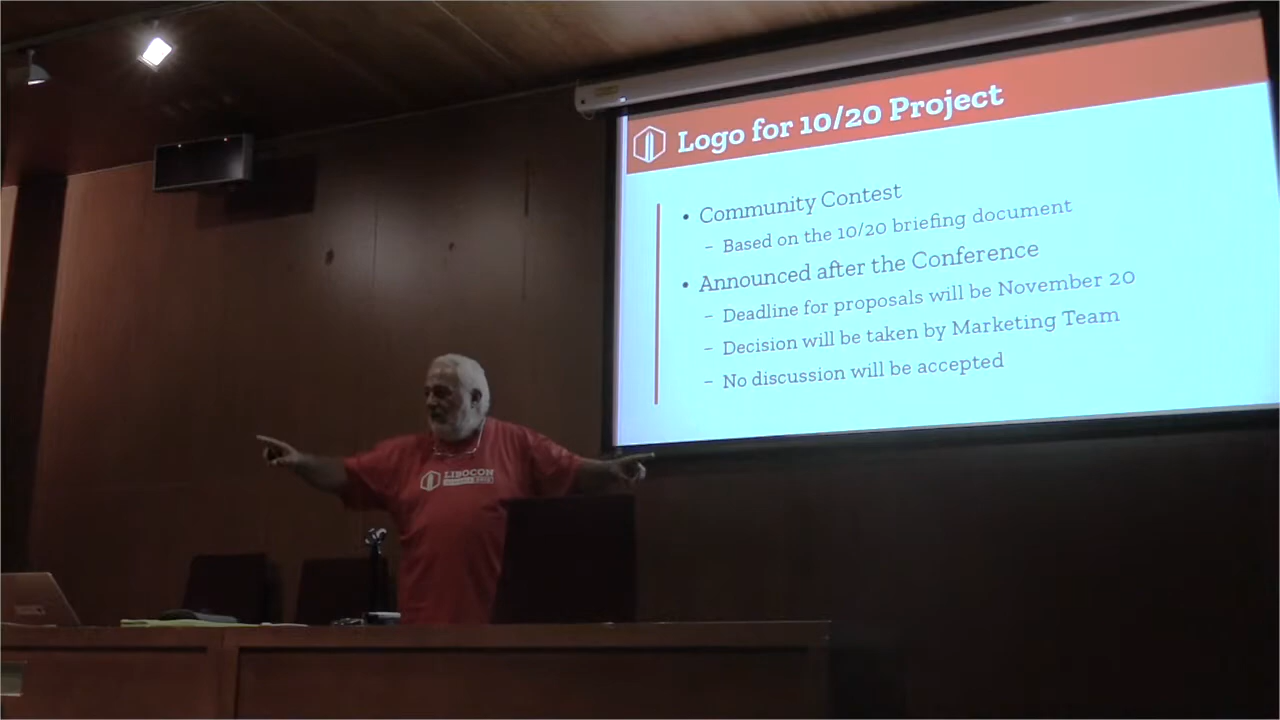 Logo for 10/20 Project
• Community Contest
– Based on the 10/20 briefing document
• Announced after the Conference
– Deadline for proposals will be November 20
– Decision will be taken by Marketing Team
– No discussion will be accepted
LIBOCON